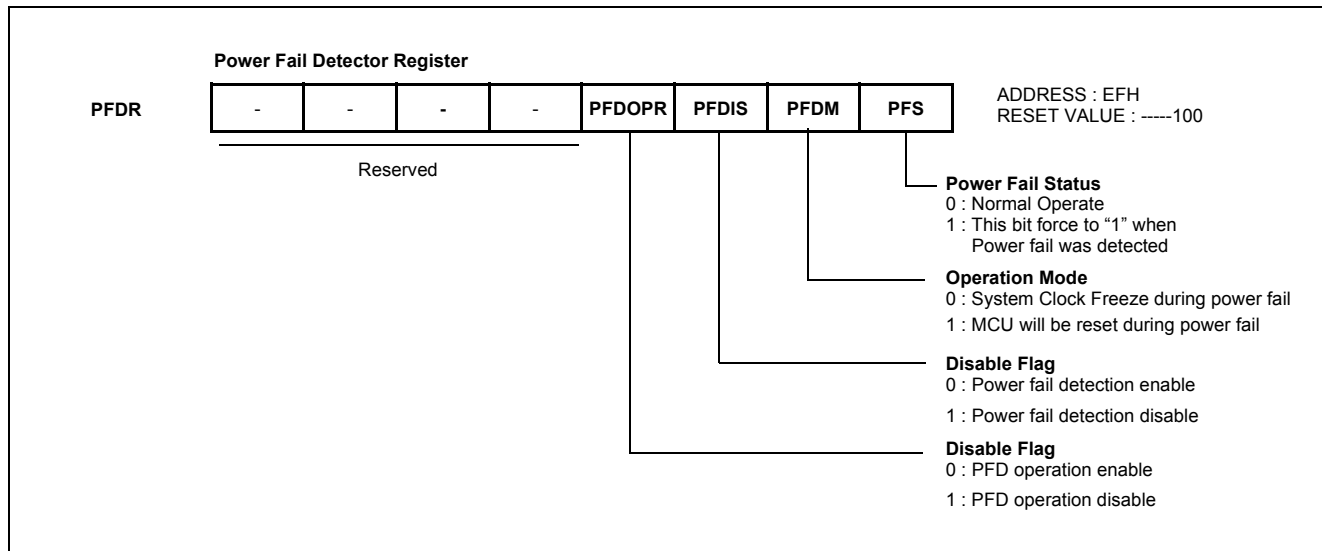 Power Fail Detector Register
PFDR - - - - PFDOPR PFDIS PFDM PFS
ADDRESS : EFH
RESET VALUE : -----100
Reserved
Power Fail Status
0 : Normal Operate
1 : This bit force to “1” when
Power fail was detected
Operation Mode
0 : System Clock Freeze during power fail
1 : MCU will be reset during power fail
Disable Flag
0 : Power fail detection enable
1 : Power fail detection disable
Disable Flag
0 : PFD operation enable
1 : PFD operation disable